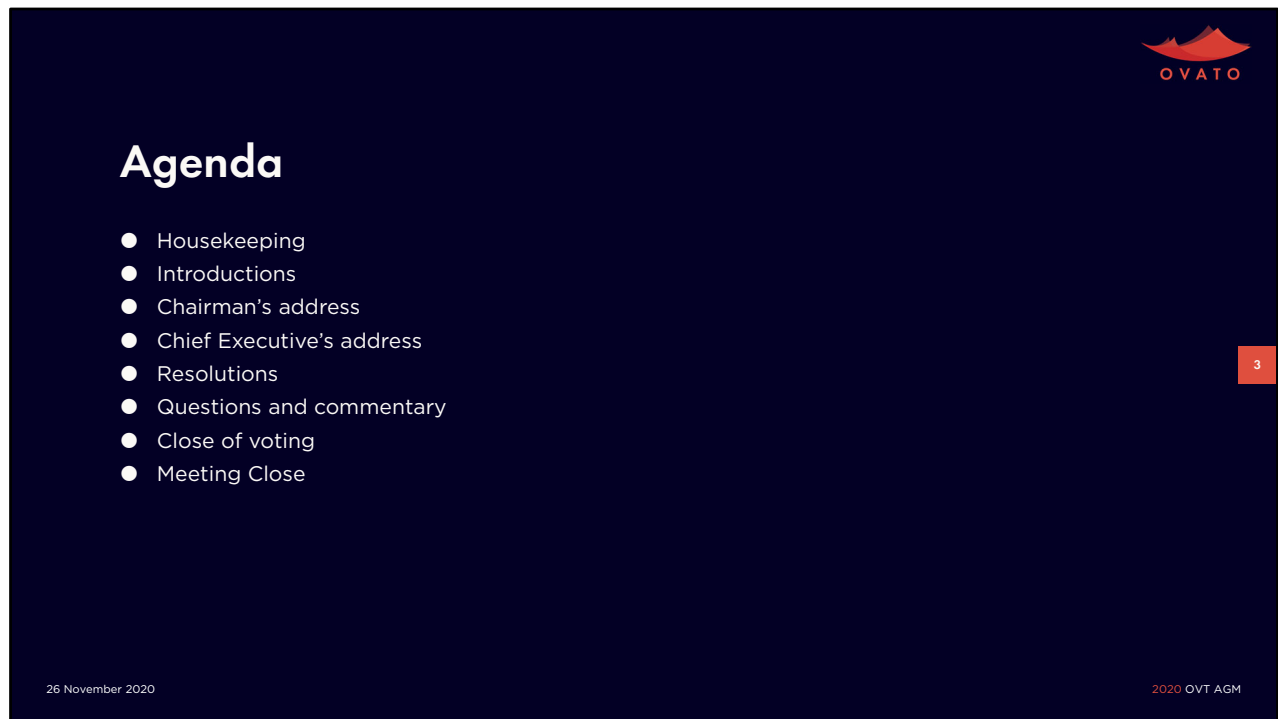 OVATO
Agenda
● Housekeeping
● Introductions
● Chairman’s address
● Chief Executive’s address
● Resolutions
● Questions and commentary
● Close of voting
● Meeting Close
3
26 November 2020
2020 OVT AGM